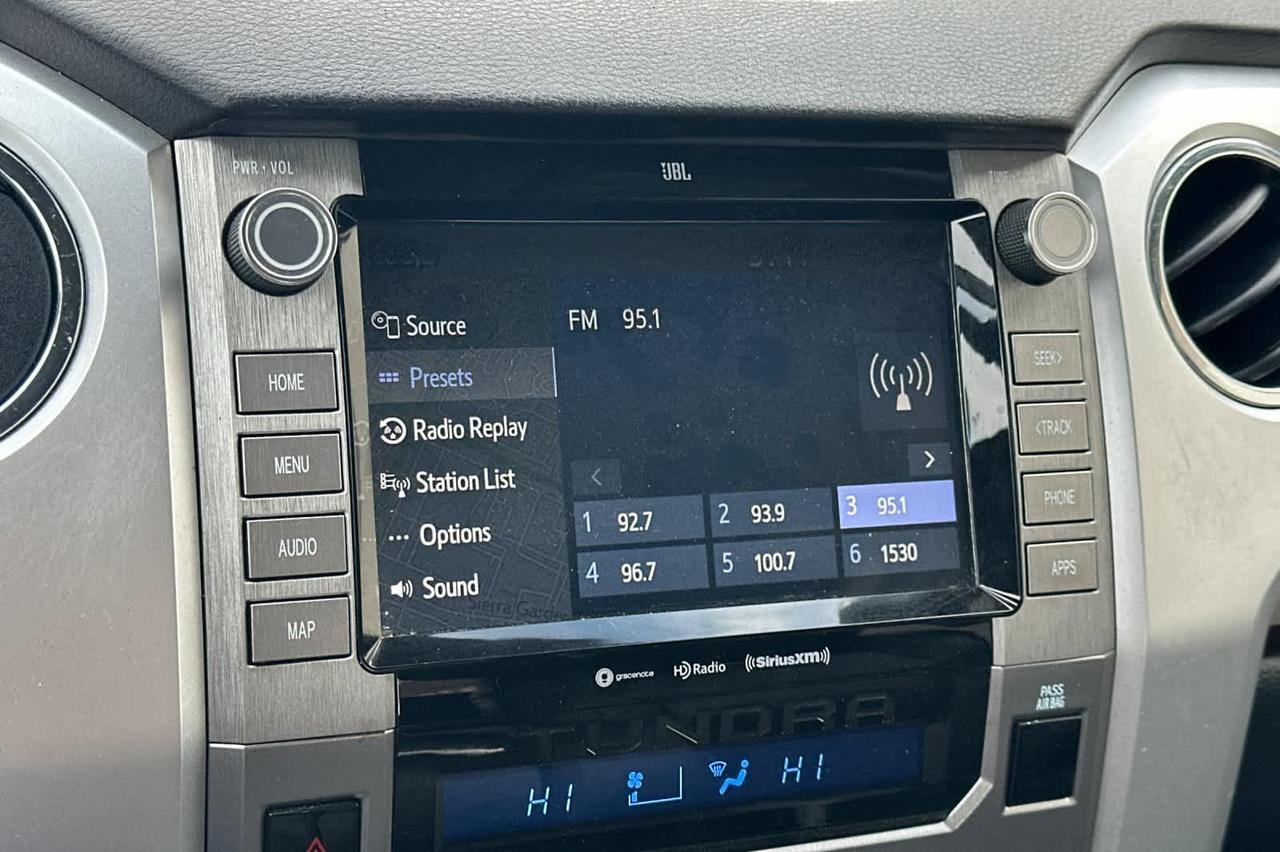 PWR • VOL
JBL
Source
FM 95.1
HOME
Presets
SEEK>
Radio Replay
<TRACK
MENU
Station List
>
<
PHONE
1 92.7
2 93.9
3 95.1
AUDIO
Options
4 96.7
5 100.7
6 1530
APPS
Sound
Sierra Garde
MAP
gracenote
HD Radio
((SiriusXM))
PASS
AIR BAG
TUNDRA
HI
HI